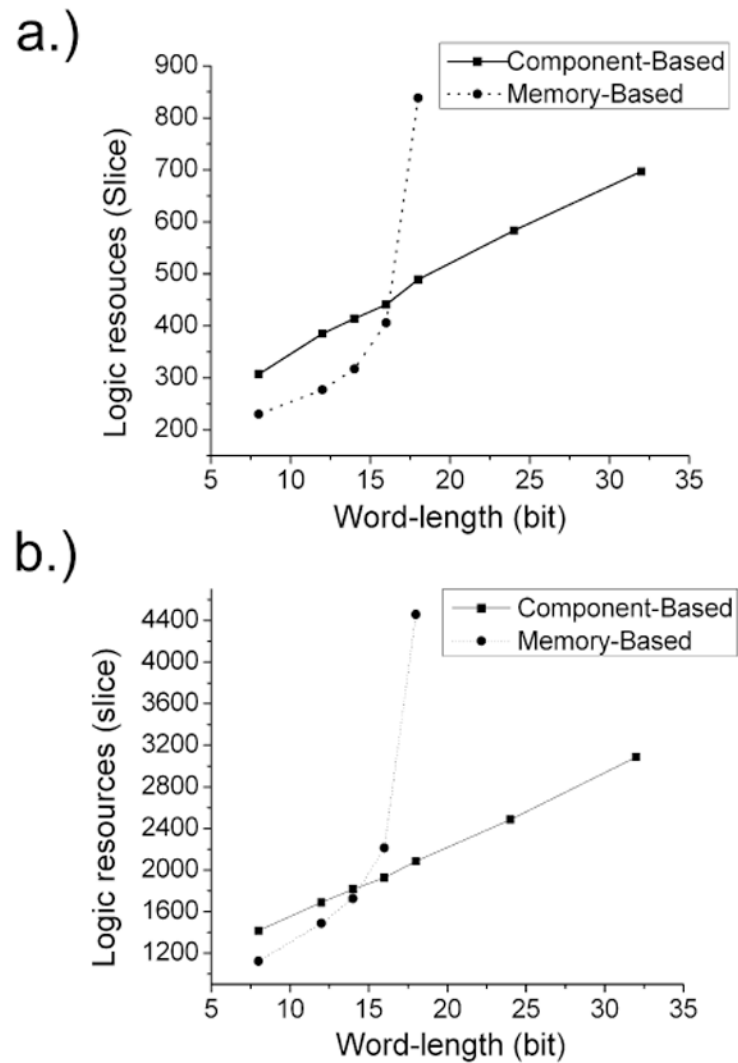 a.)
Component-Based
Memory-Based
900
800
700
600
500
400
300
200
Logic resouces (Slice)
5 10 15 20 25 30 35
Word-length (bit)
b.)
Component-Based
Memory-Based
4400
4000
3600
3200
2800
2400
2000
1600
1200
Logic resources (slice)
5 10 15 20 25 30 35
Word-length (bit)